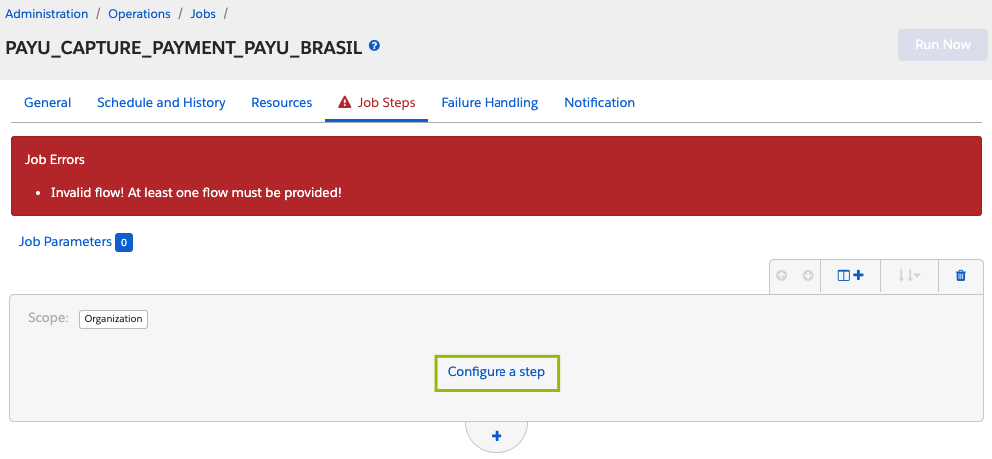 Administration / Operations / Jobs /
PAYU_CAPTURE_PAYMENT_PAYU_BRASIL ?
Run Now
General Schedule and History Resources Job Steps Failure Handling Notification
Job Errors
• Invalid flow! At least one flow must be provided!
Job Parameters 0
Scope: Organization
Configure a step